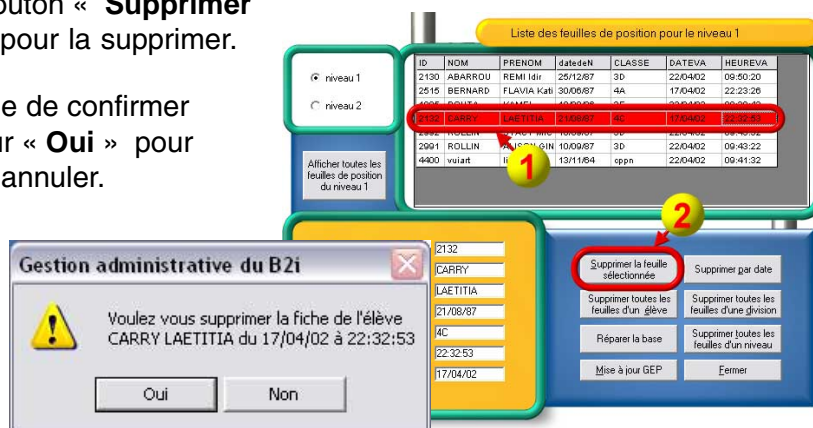 outon « Supprimer
pour la supprimer.
e de confirmer
ur « Oui » pour
annuler.
Liste des feuilles de position pour le niveau 1
niveau 1
niveau 2
Afficher toutes les
feuilles de position
du niveau 1
ID NOM PRENOM datedeN CLASSE DATEVA HEUREVA
2130 ABARROU REMI Idir 25/12/87 3D 22/04/02 09:50:20
2515 BERNARD FLAVIA Kati 30/06/87 4A 17/04/02 22:23:26
2132 CARRY LAETITIA 21/08/87 4C 17/04/02 22:32:53
ROLLIN
2991 ROLLIN GIN 10/09/87 3D 22/04/02 09:43:22
4400 vuiart 13/11/64 cppn 22/04/02 09:41:32
1
2
2132
CARRY
LAETITIA
21/08/87
4C
22:32:53
17/04/02
Supprimer la feuille
sélectionnée
Supprimer par date
Supprimer toutes les
feuilles d'un élève
Supprimer toutes les
feuilles d'une division
Réparer la base
Supprimer toutes les
feuilles d'un niveau
Mise à jour GEP
Fermer
Gestion administrative du B2i
Voulez vous supprimer la fiche de l'élève
CARRY LAETITIA du 17/04/02 à 22:32:53
Oui
Non